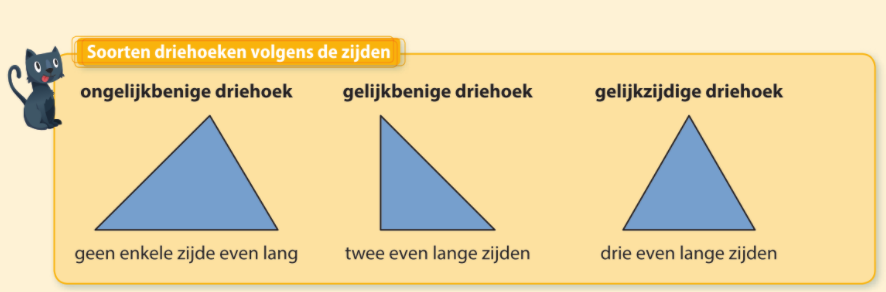 Soorten driehoeken volgens de zijden
ongelijkbenige driehoek
gelijkbenige driehoek
gelijkzijdige driehoek
geen enkele zijde even lang
twee even lange zijden
drie even lange zijden